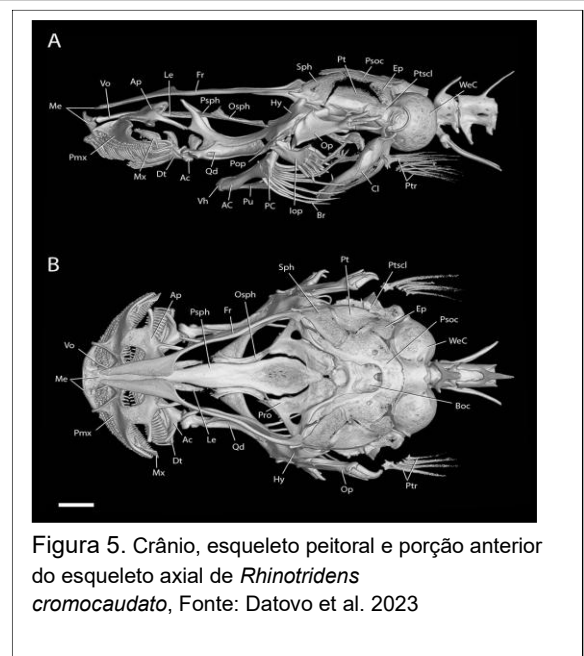 A
Vo
Ap
Le
Fr
Psph
Osph
Hy
Sph
Pt
Psoc
Ep
Ptscl
WeC
Me
Pmx
Mx
Dt
Ac
Qd
Pop
Vh
AC
Pu
PC
Iop
Br
Op
Cl
Ptr
B
Vo
Me
Ap
Psph
Fr
Osph
Sph
Pt
Ptscl
Ep
Psoc
WeC
Boc
Pmx
Mx
Dt
Ac
Le
Qd
Pro
Hy
Op
Ptr
Figura 5. Crânio, esqueleto peitoral e porção anterior
do esqueleto axial de Rhinotridens
cromocaudato, Fonte: Datovo et al. 2023